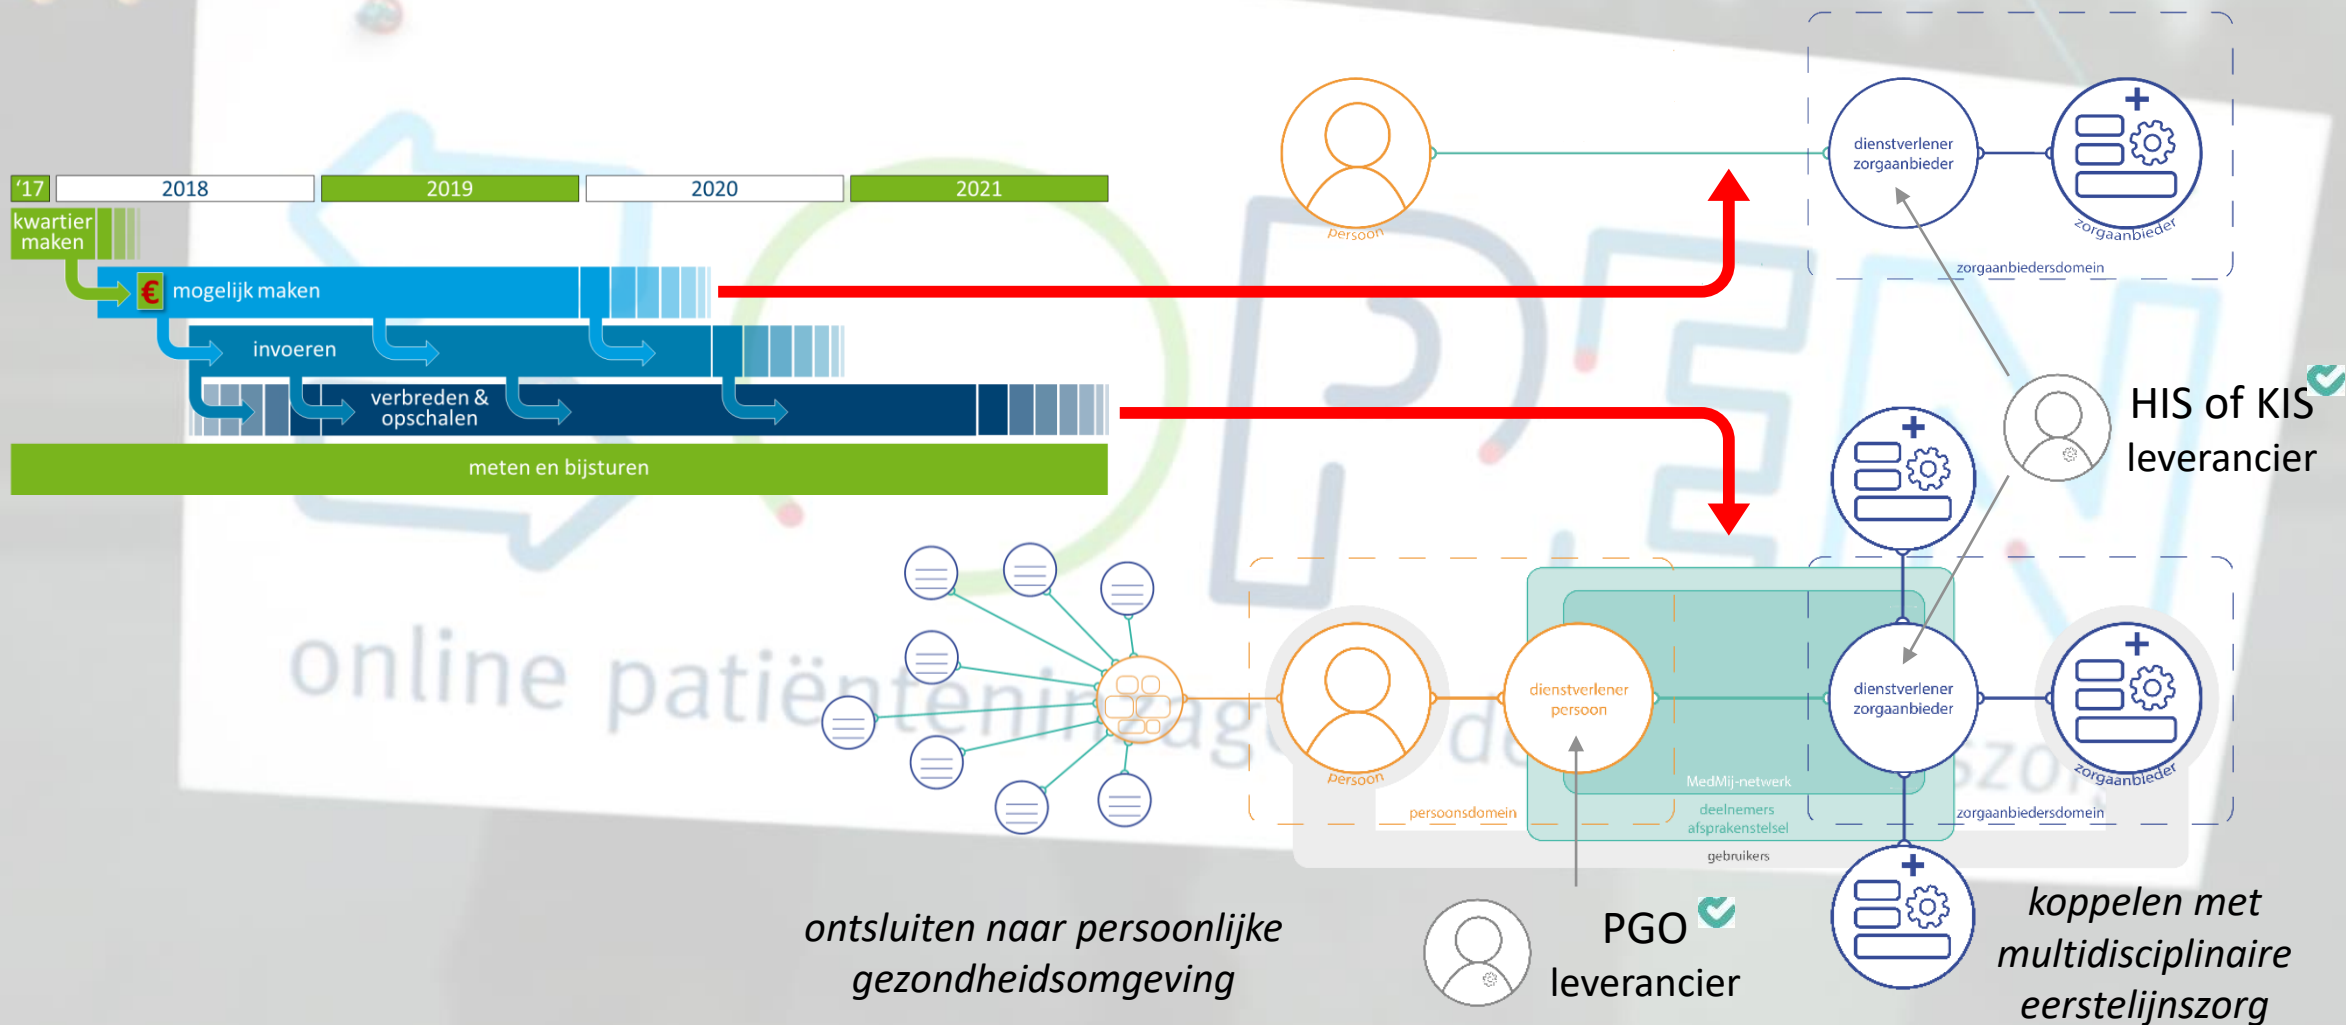 '17
2018
2019
2020
2021
kwartier
maken
€
mogelijk maken
invoeren
verbreden &
opschalen
meten en bijsturen
persoon
dienstverlener
zorgaanbieder
zorgaanbieder
zorgaanbiedersdomein
HIS of KIS
leverancier
OPEN
online patiënteninzage
persoon
dienstverlener
persoon
dienstverlener
zorgaanbieder
zorgaanbieder
MedMij-netwerk
persoonsdomein
deelnemers
afsprakenstelsel
zorgaanbiedersdomein
gebruikers
ontsluiten naar persoonlijke
gezondheidsomgeving
PGO
leverancier
koppelen met
multidisciplinaire
eerstelijnszorg